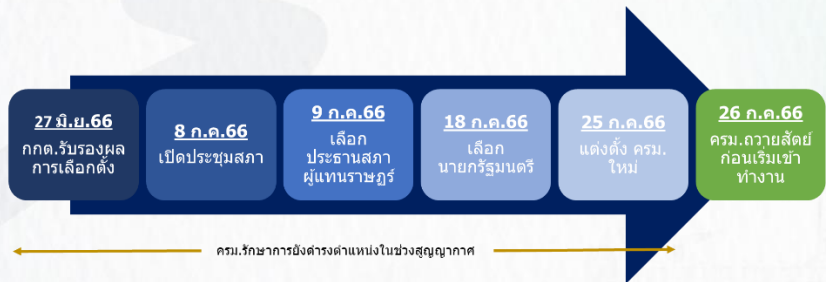 27 มิ.ย.66
กกต.รับรองผล
การเลือกตั้ง
8 ก.ค.66
เปิดประชุมสภา
9 ก.ค.66
เลือก
ประธานสภา
ผู้แทนราษฎร์
18 ก.ค.66
เลือก
นายกรัฐมนตรี
25 ก.ค.66
แต่งตั้ง ครม.
ใหม่
26 ก.ค.66
ครม.ถวายสัตย์
ก่อนเริ่มเข้า
ทำงาน
ครม.รักษาการยังดำรงตำแหน่งในช่วงสูญญากาศ